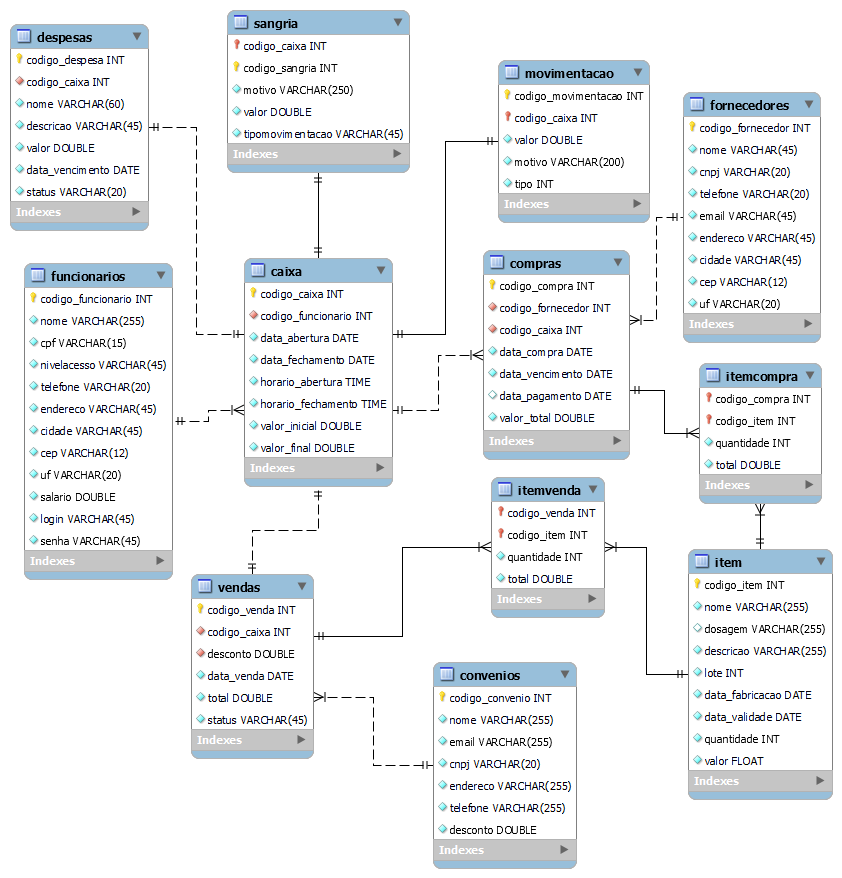 despesas
codigo_despesa INT
codigo_caixa INT
nome VARCHAR(60)
descricao VARCHAR(45)
valor DOUBLE
data_vencimento DATE
status VARCHAR(20)
Indexes
sangria
codigo_caixa INT
codigo_sangria INT
motivo VARCHAR(250)
valor DOUBLE
tipomovimentacao VARCHAR(45)
Indexes
movimentacao
codigo_movimentacao INT
codigo_caixa INT
valor DOUBLE
motivo VARCHAR(200)
tipo INT
Indexes
fornecedores
codigo_fornecedor INT
nome VARCHAR(45)
cnpj VARCHAR(20)
telefone VARCHAR(20)
email VARCHAR(45)
endereco VARCHAR(45)
cidade VARCHAR(45)
cep VARCHAR(12)
uf VARCHAR(20)
Indexes
funcionarios
codigo_funcionario INT
nome VARCHAR(255)
cpf VARCHAR(15)
nivelacesso VARCHAR(45)
telefone VARCHAR(20)
endereco VARCHAR(45)
cidade VARCHAR(45)
cep VARCHAR(12)
uf VARCHAR(20)
salario DOUBLE
login VARCHAR(45)
senha VARCHAR(45)
Indexes
caixa
codigo_caixa INT
codigo_funcionario INT
data_abertura DATE
data_fechamento DATE
horario_abertura TIME
horario_fechamento TIME
valor_inicial DOUBLE
valor_final DOUBLE
Indexes
compras
codigo_compra INT
codigo_fornecedor INT
codigo_caixa INT
data_compra DATE
data_vencimento DATE
data_pagamento DATE
valor_total DOUBLE
Indexes
itemcompra
codigo_compra INT
codigo_item INT
quantidade INT
total DOUBLE
Indexes
itemvenda
codigo_venda INT
codigo_item INT
quantidade INT
total DOUBLE
Indexes
item
codigo_item INT
nome VARCHAR(255)
dosagem VARCHAR(255)
descricao VARCHAR(255)
lote INT
data_fabricacao DATE
data_validade DATE
quantidade INT
valor FLOAT
Indexes
vendas
codigo_venda INT
codigo_caixa INT
desconto DOUBLE
data_venda DATE
total DOUBLE
status VARCHAR(45)
Indexes
convenios
codigo_convenio INT
nome VARCHAR(255)
email VARCHAR(255)
cnpj VARCHAR(20)
endereco VARCHAR(255)
telefone VARCHAR(255)
desconto DOUBLE
Indexes